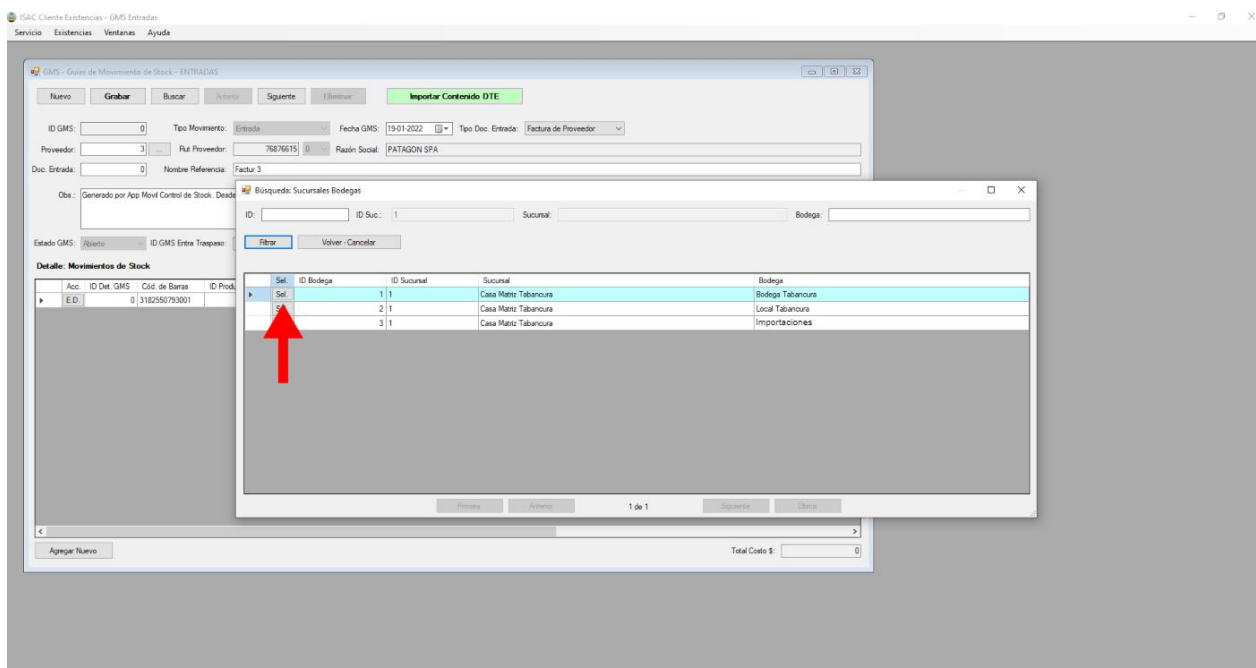 ISAC Cliente Existencias - GMS Entradas
Servicio Existencias Ventanas Ayuda
GMS - Guias de Movimiento de Stock - ENTRADAS
Nuevo Grabar Buscar Anterior Siguiente Eliminar Importar Contenido DTE
ID GMS: 0 Tipo Movimiento: Entrada Fecha GMS: 19-01-2022 Tipo Doc. Entrada: Factura de Proveedor
Proveedor: 3 ... Rut Proveedor: 76876615 0 Razón Social: PATAGON SPA
Doc. Entrada: 0 Nombre Referencia: Factur 3
Obs.: Generado por App Movil Control de Stock. Desde
Estado GMS: Abierto ID GMS Entra Traspaso:
Detalle: Movimientos de Stock
Acc. ID Det. GMS Cód. de Barras ID Produ
E.D. 0 3182550793001
Búsqueda: Sucursales Bodegas
ID: ID Suc.: 1 Sucursal: Bodega:
Filtrar Volver - Cancelar
Sel. ID Bodega ID Sucursal Sucursal Bodega
Sel. 1 1 Casa Matriz Tabancura Bodega Tabancura
2 1 Casa Matriz Tabancura Local Tabancura
3 1 Casa Matriz Tabancura Importaciones
Primera Anterior 1 de 1 Siguiente Última
Agregar Nuevo Total Costo $: 0